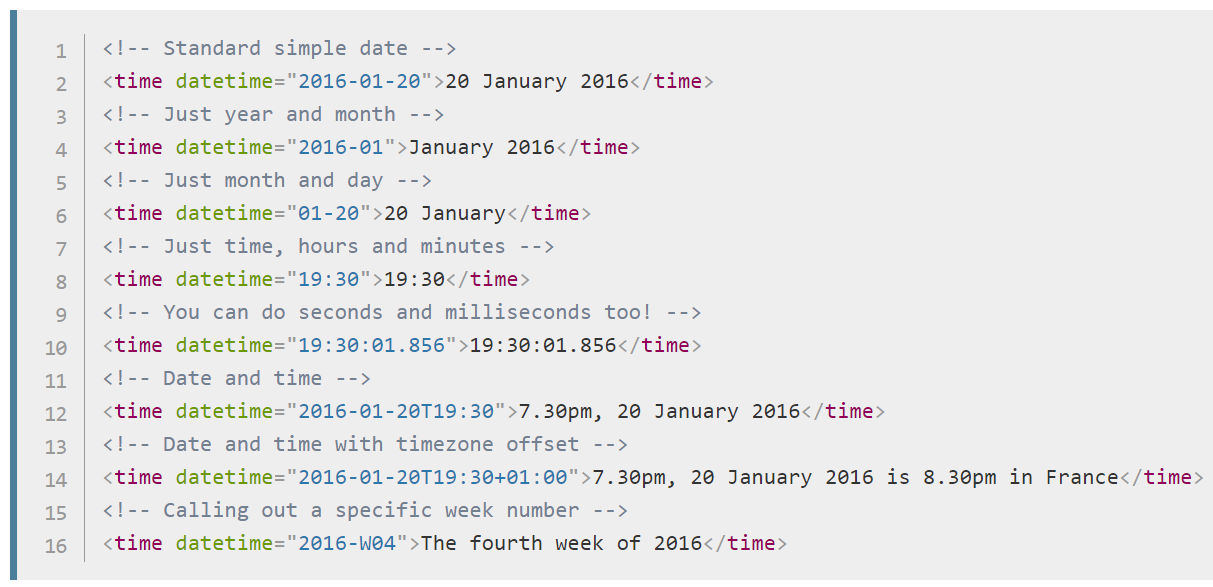 1 <!-- Standard simple date -->
2 <time datetime="2016-01-20">20 January 2016</time>
3 <!-- Just year and month -->
4 <time datetime="2016-01">January 2016</time>
5 <!-- Just month and day -->
6 <time datetime="01-20">20 January</time>
7 <!-- Just time, hours and minutes -->
8 <time datetime="19:30">19:30</time>
9 <!-- You can do seconds and milliseconds too! -->
10 <time datetime="19:30:01.856">19:30:01.856</time>
11 <!-- Date and time -->
12 <time datetime="2016-01-20T19:30">7.30pm, 20 January 2016</time>
13 <!-- Date and time with timezone offset -->
14 <time datetime="2016-01-20T19:30+01:00">7.30pm, 20 January 2016 is 8.30pm in France</time>
15 <!-- Calling out a specific week number -->
16 <time datetime="2016-W04">The fourth week of 2016</time>